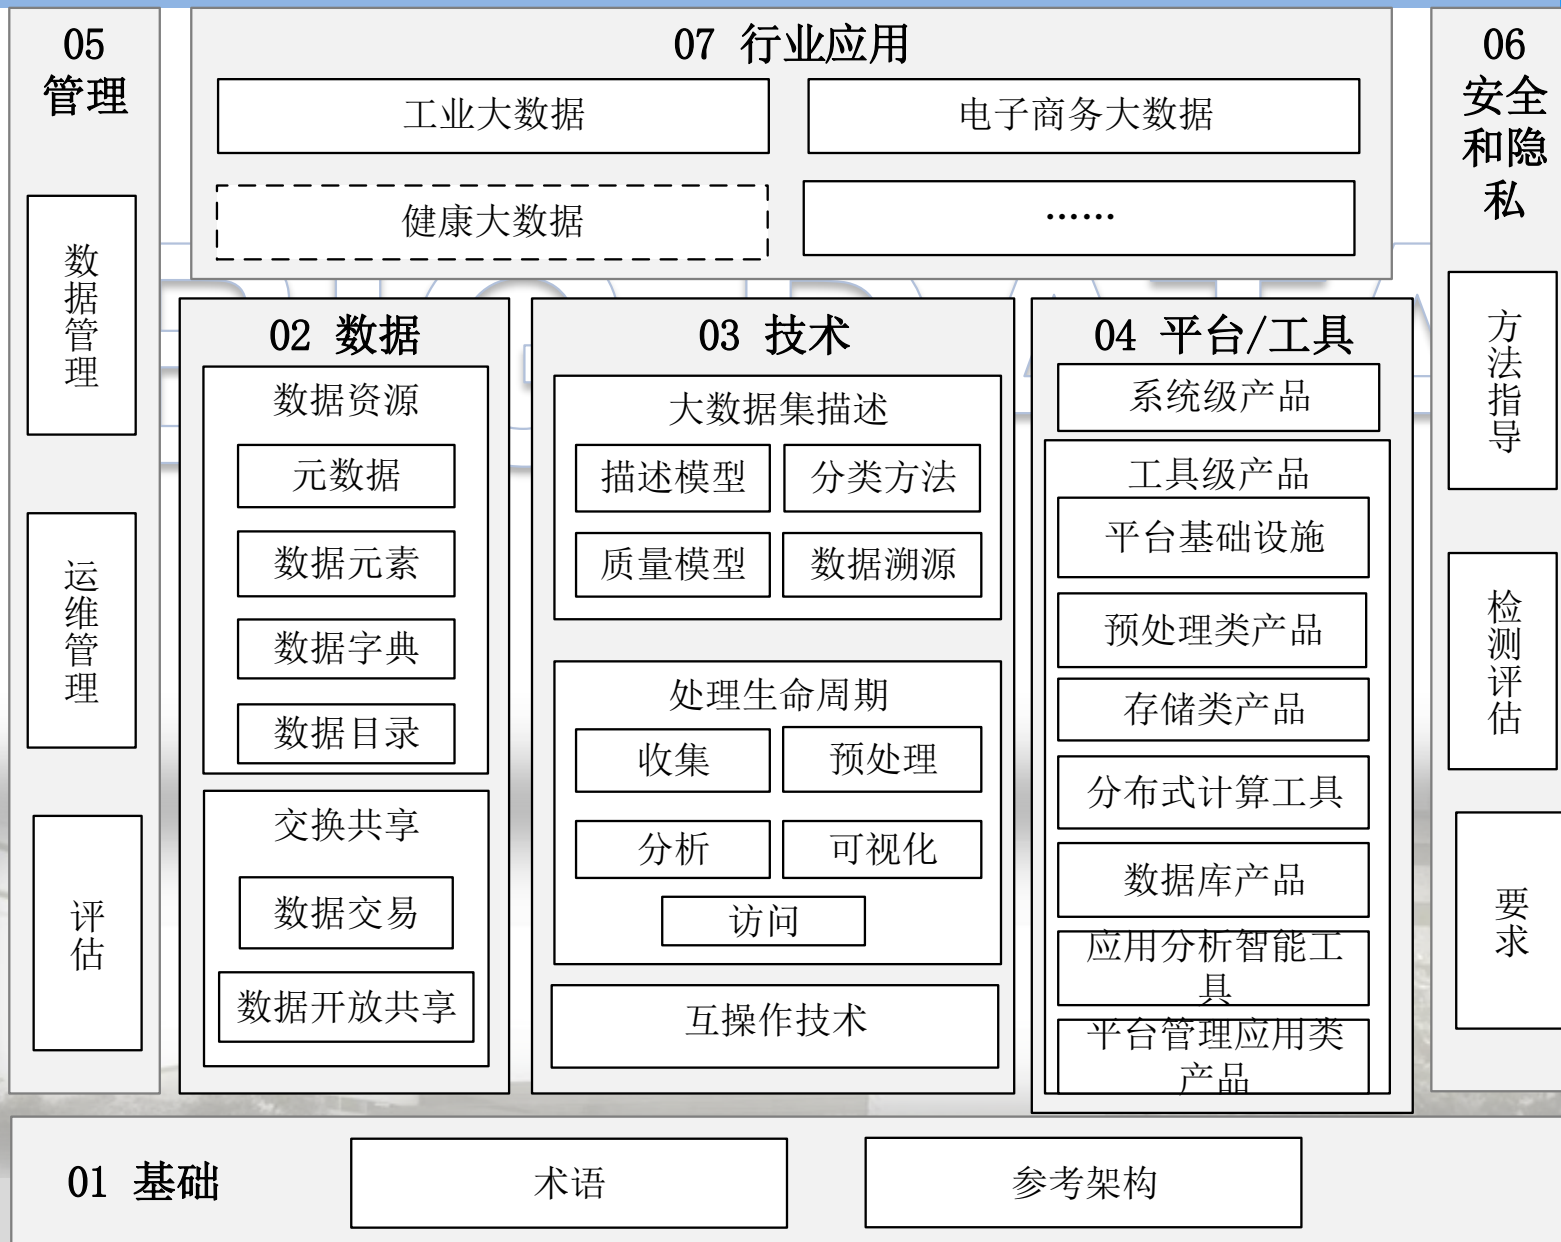 05
管理
数据管理
运维管理
评估
07 行业应用
工业大数据
电子商务大数据
健康大数据
……
06
安全
和隐
私
方法指导
检测评估
要求
02 数据
数据资源
元数据
数据元素
数据字典
数据目录
交换共享
数据交易
数据开放共享
03 技术
大数据集描述
描述模型
分类方法
质量模型
数据溯源
处理生命周期
收集
预处理
分析
可视化
访问
互操作技术
04 平台/工具
系统级产品
工具级产品
平台基础设施
预处理类产品
存储类产品
分布式计算工具
数据库产品
应用分析智能工
具
平台管理应用类
产品
01 基础
术语
参考架构